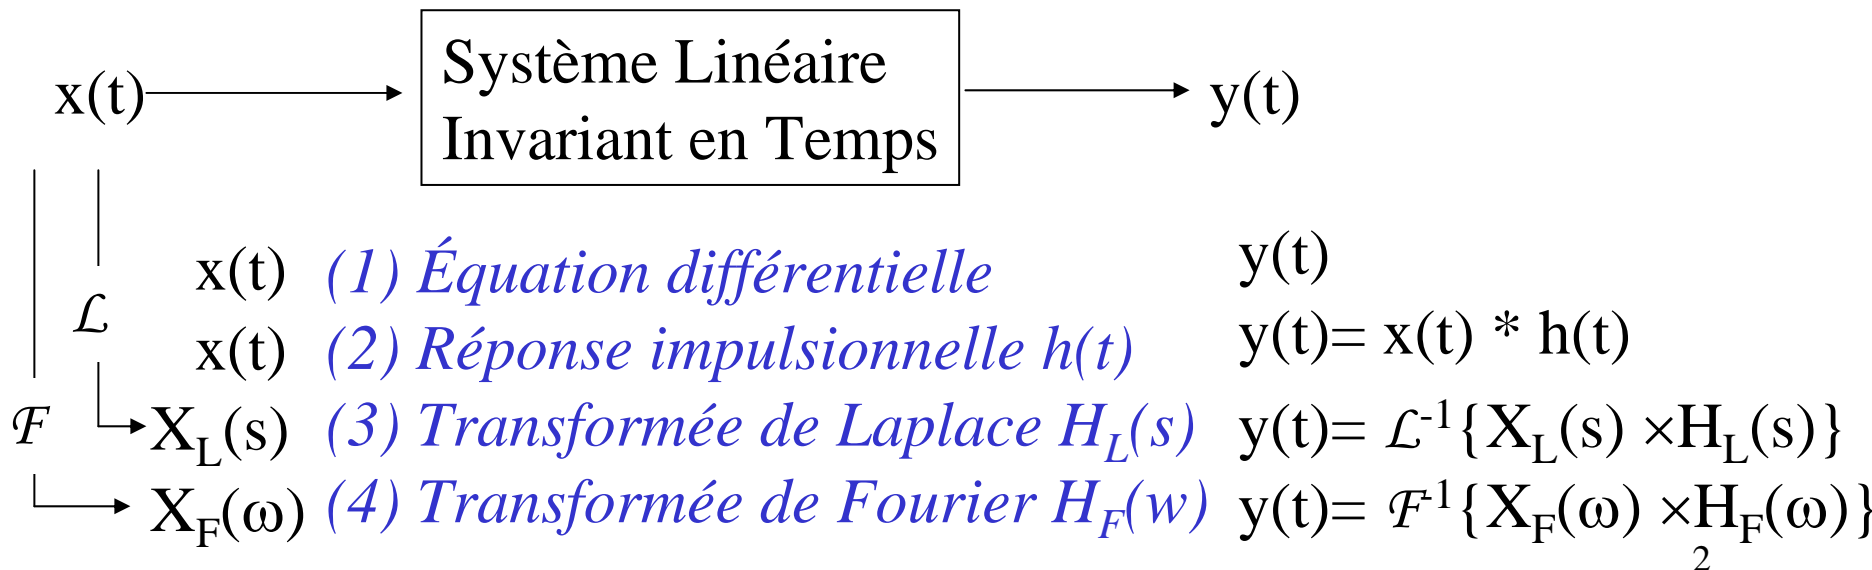 x(t) Système Linéaire Invariant en Temps y(t)
x(t) (1) Équation différentielle y(t)
ℒ
x(t) (2) Réponse impulsionnelle h(t) y(t)= x(t) * h(t)
ℱ X_L(s) (3) Transformée de Laplace H_L(s) y(t)= ℒ⁻¹{X_L(s) ×H_L(s)}
X_F(ω) (4) Transformée de Fourier H_F(w) y(t)= ℱ⁻¹{X_F(ω) ×H_F(ω)}
2